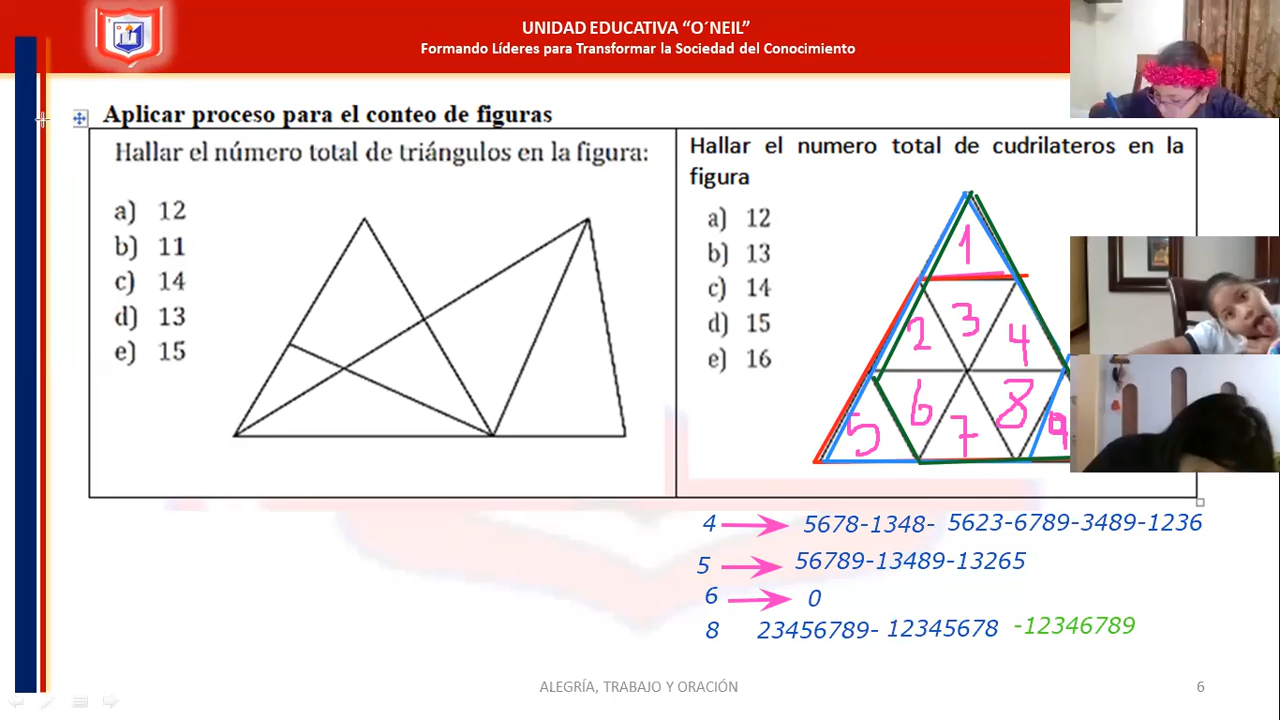 UNIDAD EDUCATIVA “O´NEIL”
Formando Líderes para Transformar la Sociedad del Conocimiento
Aplicar proceso para el conteo de figuras
Hallar el número total de triángulos en la figura:
a) 12
b) 11
c) 14
d) 13
e) 15
Hallar el numero total de cudrilateros en la
figura
a) 12
b) 13
c) 14
d) 15
e) 16
1
2 3 4
5 6 7 8 9
4 5678-1348- 5623-6789-3489-1236
5 56789-13489-13265
6 0
8 23456789- 12345678 -12346789
ALEGRÍA, TRABAJO Y ORACIÓN 6